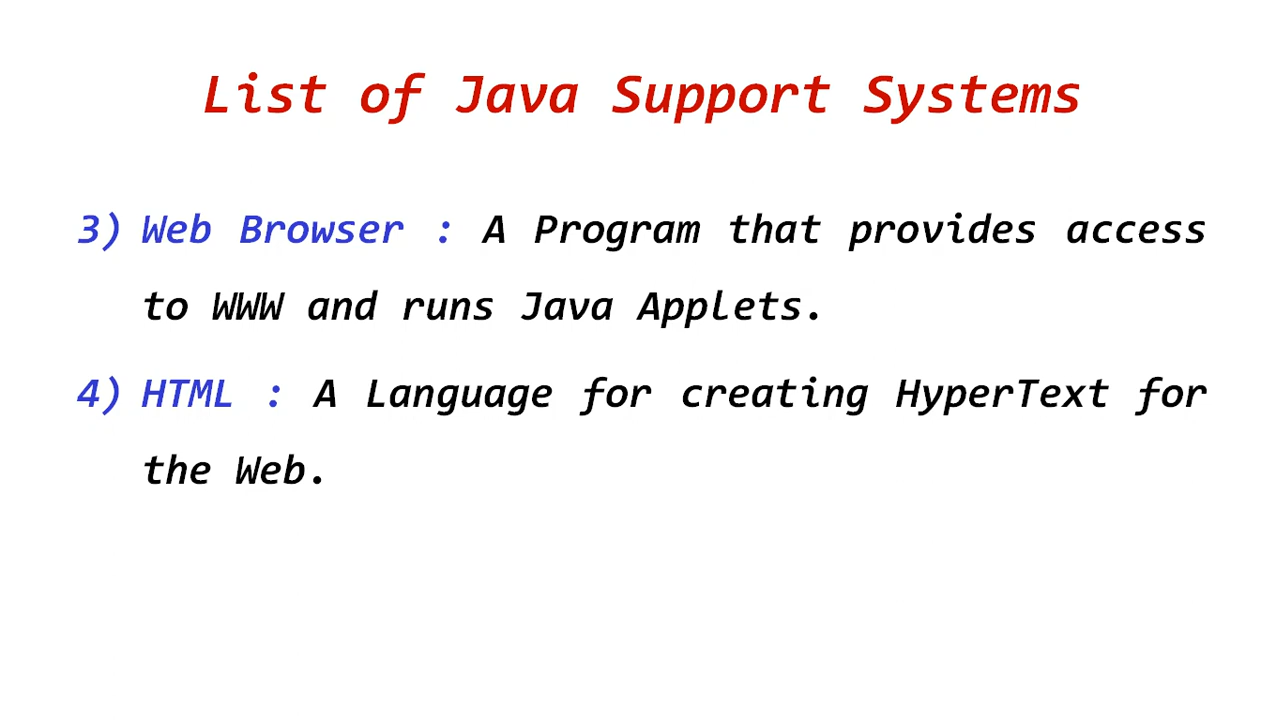 List of Java Support Systems
3) Web Browser : A Program that provides access
to WWW and runs Java Applets.
4) HTML : A Language for creating HyperText for
the Web.